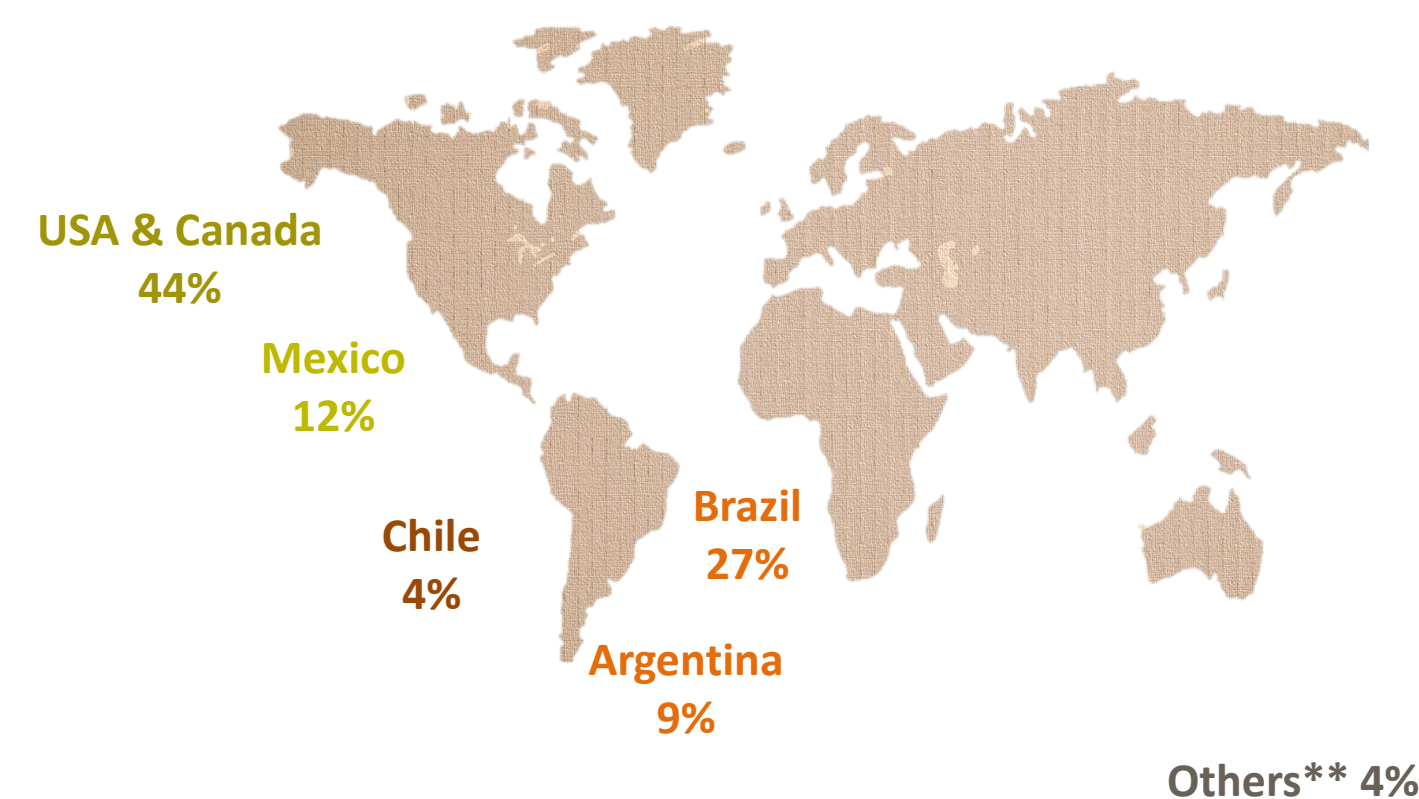 USA & Canada
44%
Mexico
12%
Chile
4%
Brazil
27%
Argentina
9%
Others** 4%